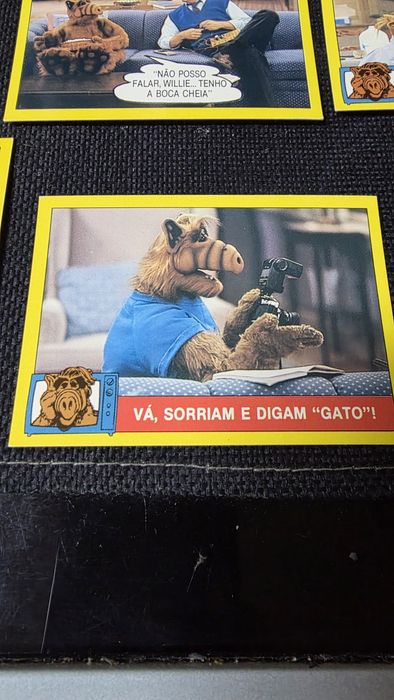 "NÃO POSSO
FALAR, WILLIE... TENHO
A BOCA CHEIA"
VÁ, SORRIAM E DIGAM "GATO"!